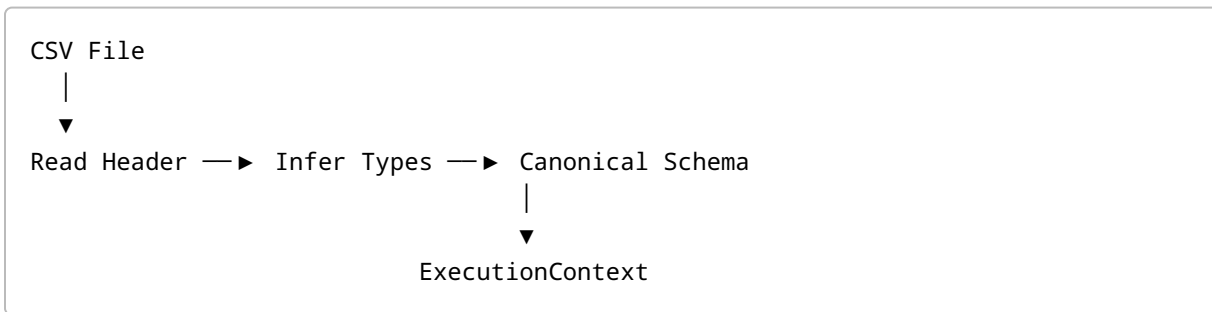 CSV File
│
▼
Read Header ──► Infer Types ──► Canonical Schema
│
▼
ExecutionContext